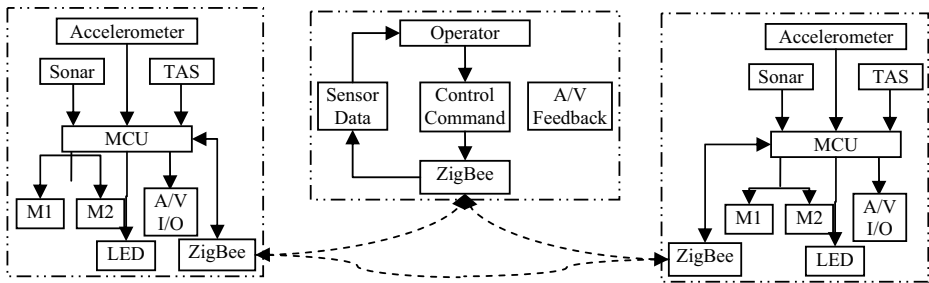 Accelerometer
Sonar
TAS
MCU
M1
M2
A/V
I/O
LED
ZigBee
Operator
Sensor
Data
Control
Command
A/V
Feedback
ZigBee
Accelerometer
Sonar
TAS
MCU
M1
M2
A/V
I/O
ZigBee
LED